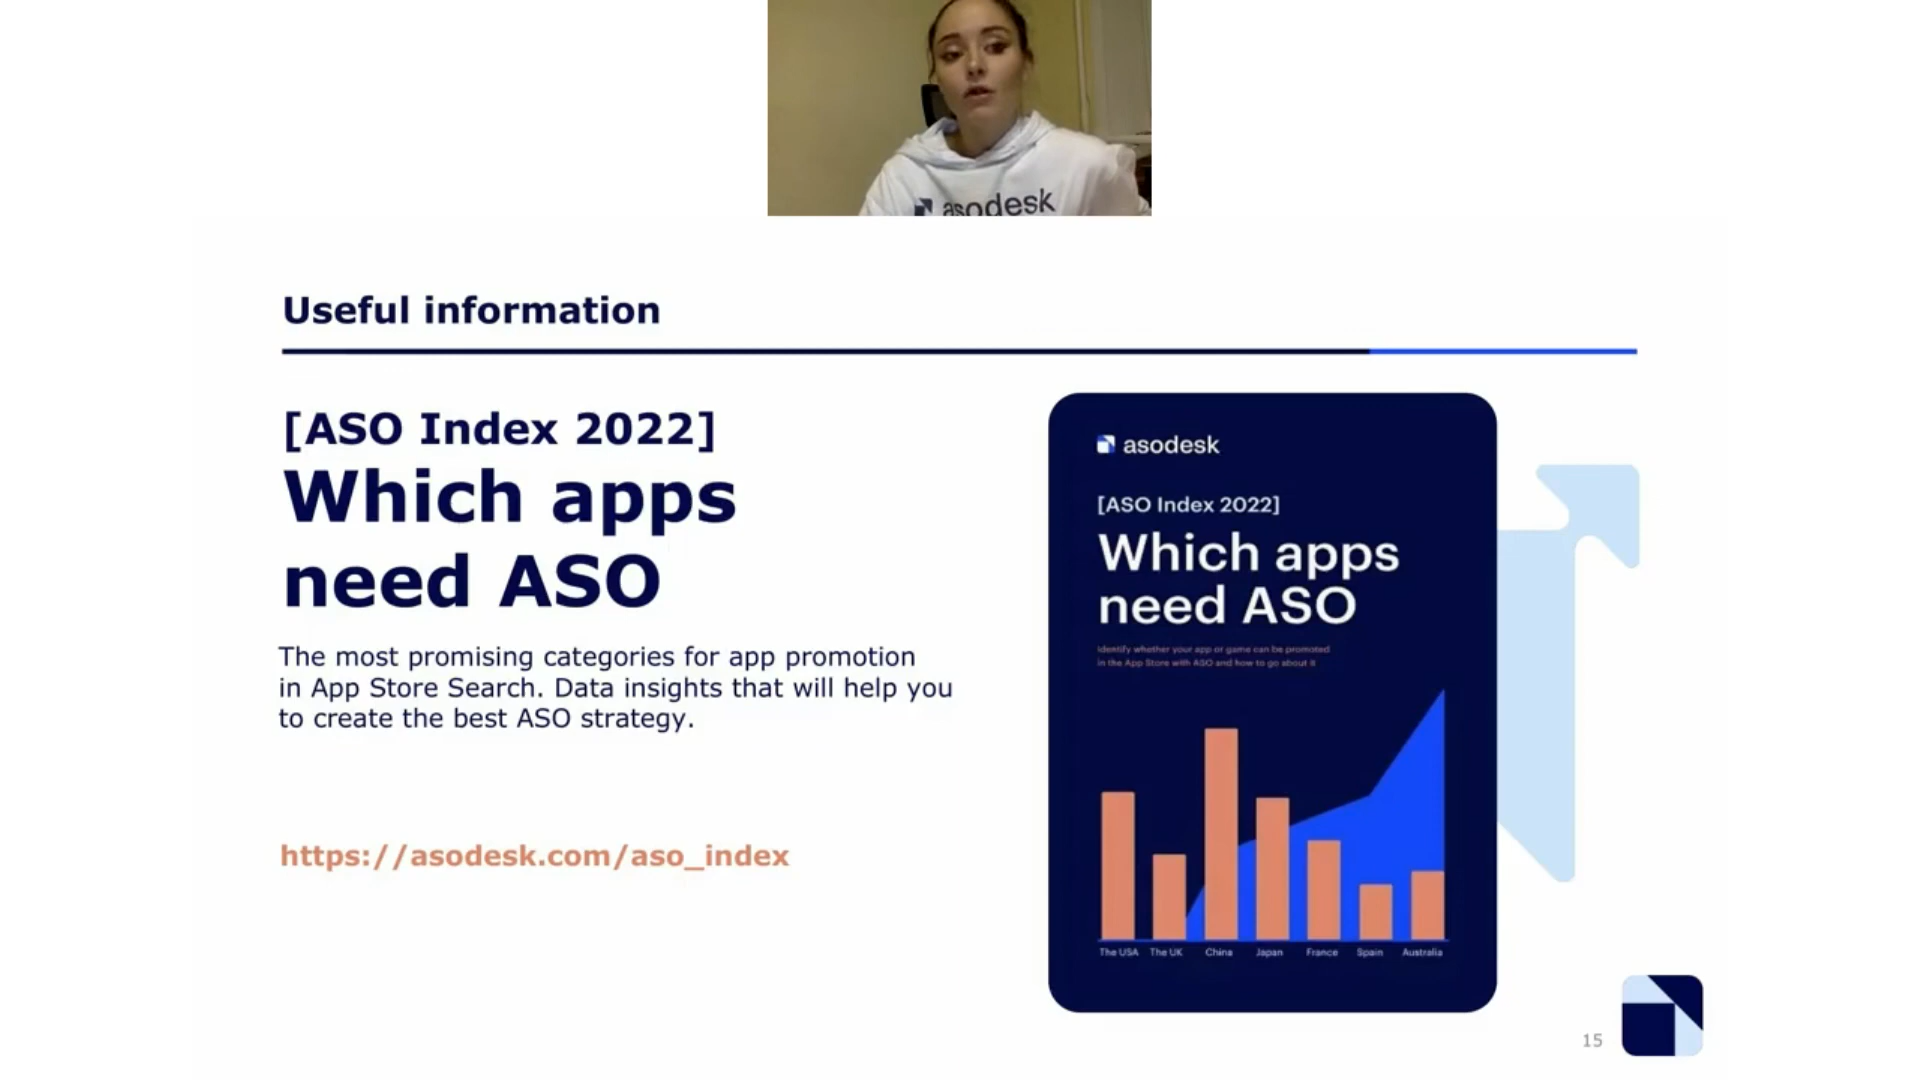 asodesk
Useful information
[ASO Index 2022]
Which apps
need ASO
The most promising categories for app promotion
in App Store Search. Data insights that will help you
to create the best ASO strategy.
https://asodesk.com/aso_index
asodesk
[ASO Index 2022]
Which apps
need ASO
Identify whether your app or game can be promoted
in the App Store with ASO and how to go about it
The USA The UK China Japan France Spain Australia
15